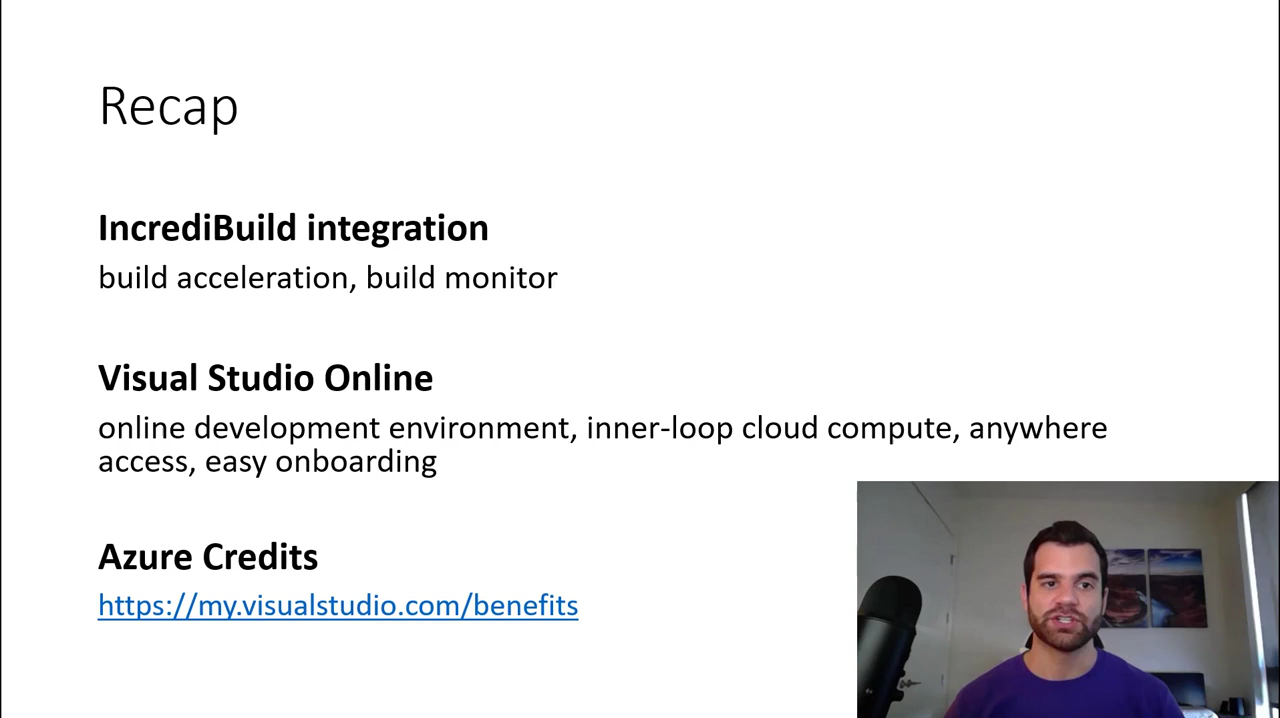 Recap
IncrediBuild integration
build acceleration, build monitor
Visual Studio Online
online development environment, inner-loop cloud compute, anywhere
access, easy onboarding
Azure Credits
https://my.visualstudio.com/benefits